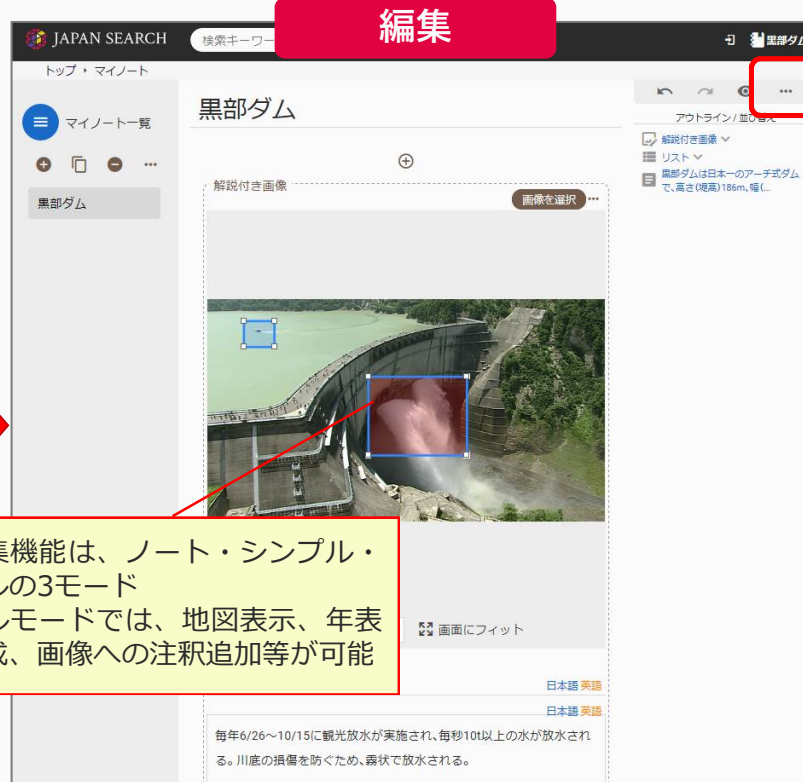 編集
JAPAN SEARCH
検索キーワー
黒部ダム
トップ・マイノート
マイノート一覧
黒部ダム
黒部ダム
解説付き画像
画像を選択
アウトライン / 並び替え
解説付き画像
リスト
黒部ダムは日本一のアーチ式ダム
で、高さ(堤高)186m、幅(...
集機能は、ノート・シンプル・
ルの3モード
ルモードでは、地図表示、年表
成、画像への注釈追加等が可能
画面にフィット
日本語 英語
日本語 英語
毎年6/26～10/15に観光放水が実施され、毎秒10t以上の水が放水され
る。川底の損傷を防ぐため、霧状で放水される。